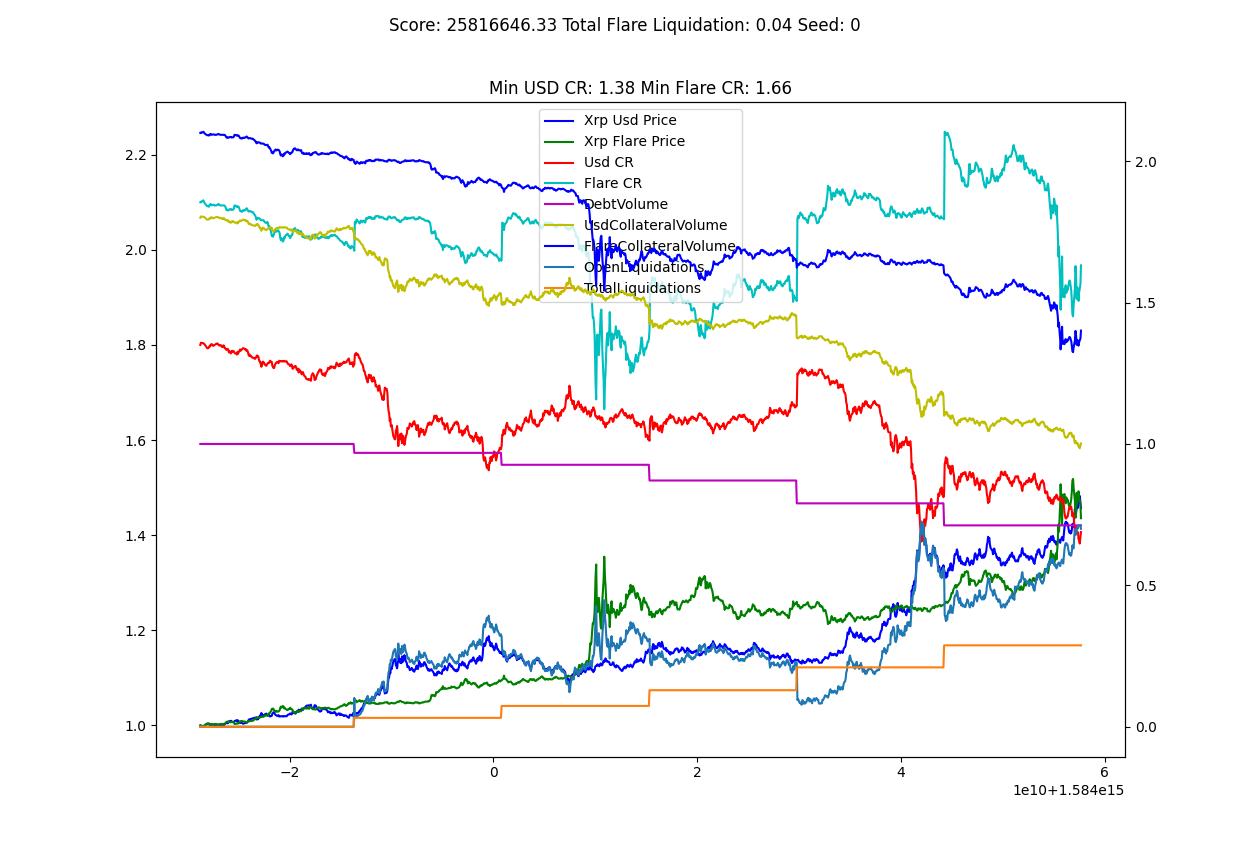 Score: 25816646.33 Total Flare Liquidation: 0.04 Seed: 0
Min USD CR: 1.38 Min Flare CR: 1.66
Xrp Usd Price
Xrp Flare Price
Usd CR
Flare CR
DebtVolume
UsdCollateralVolume
FlareCollateralVolume
OpenLiquidations
TotalLiquidations
2.2
2.0
1.8
1.6
1.4
1.2
1.0
2.0
1.5
1.0
0.5
0.0
−2
0
2
4
6
1e10+1.584e15